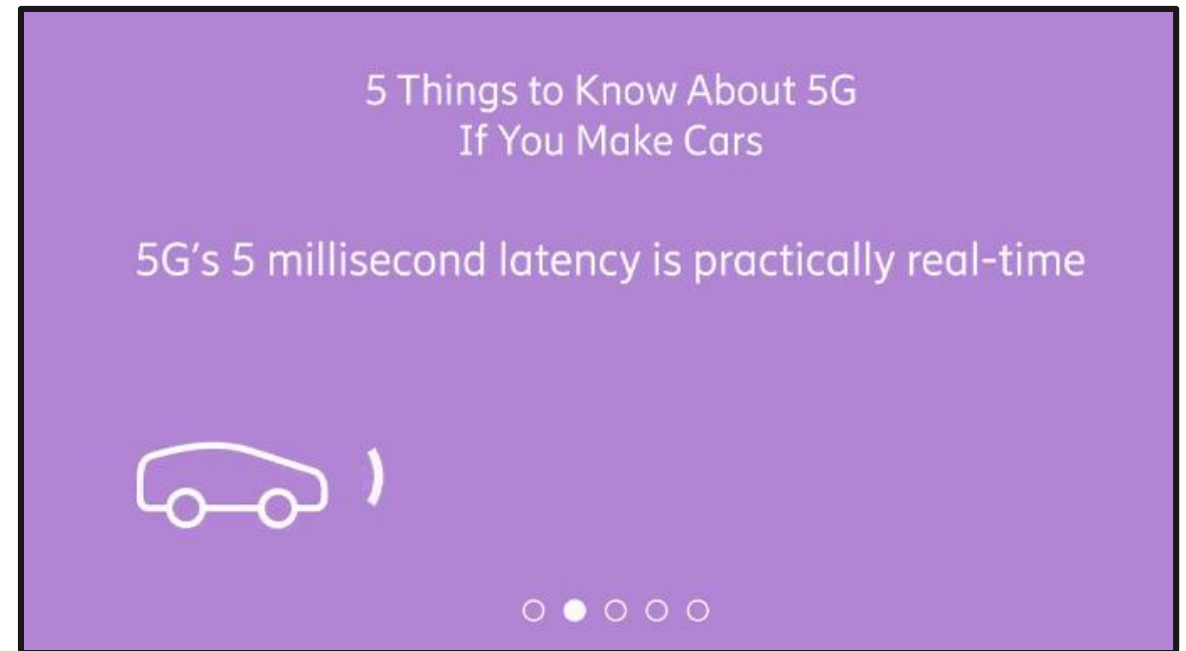 5 Things to Know About 5G
If You Make Cars
5G’s 5 millisecond latency is practically real-time